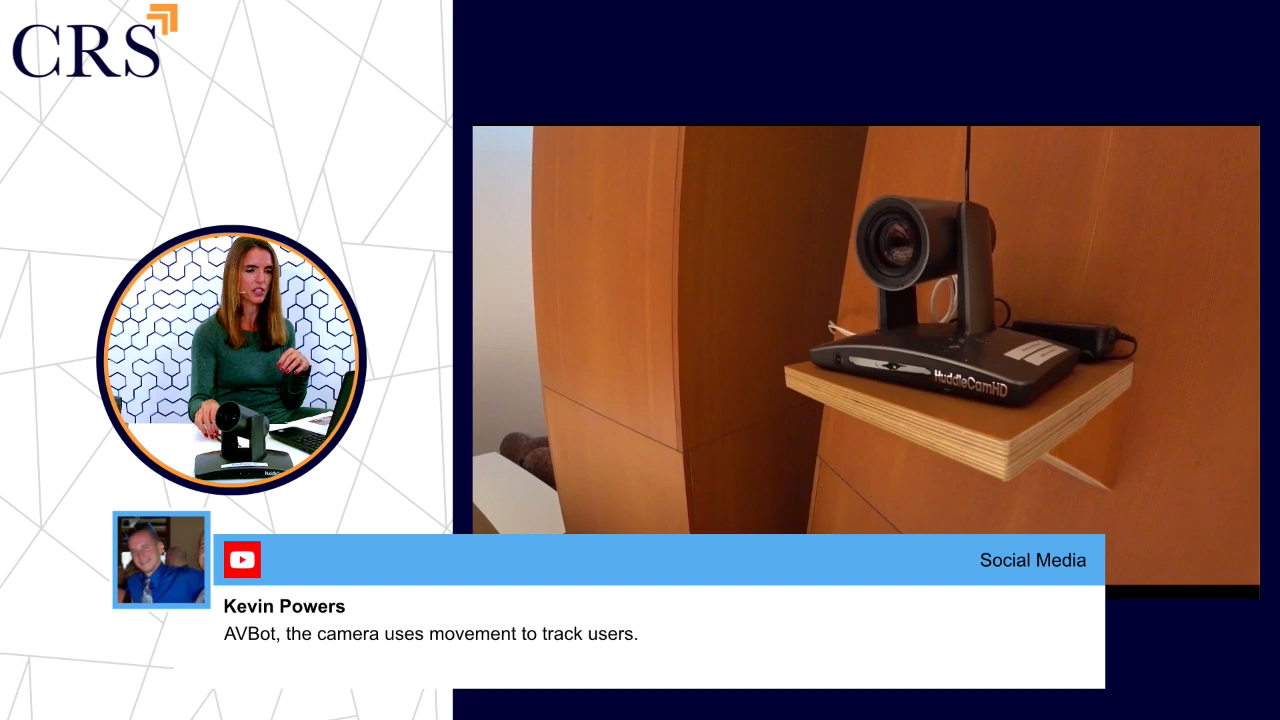 CRS
HuddleCamHD
Social Media
Kevin Powers
AVBot, the camera uses movement to track users.